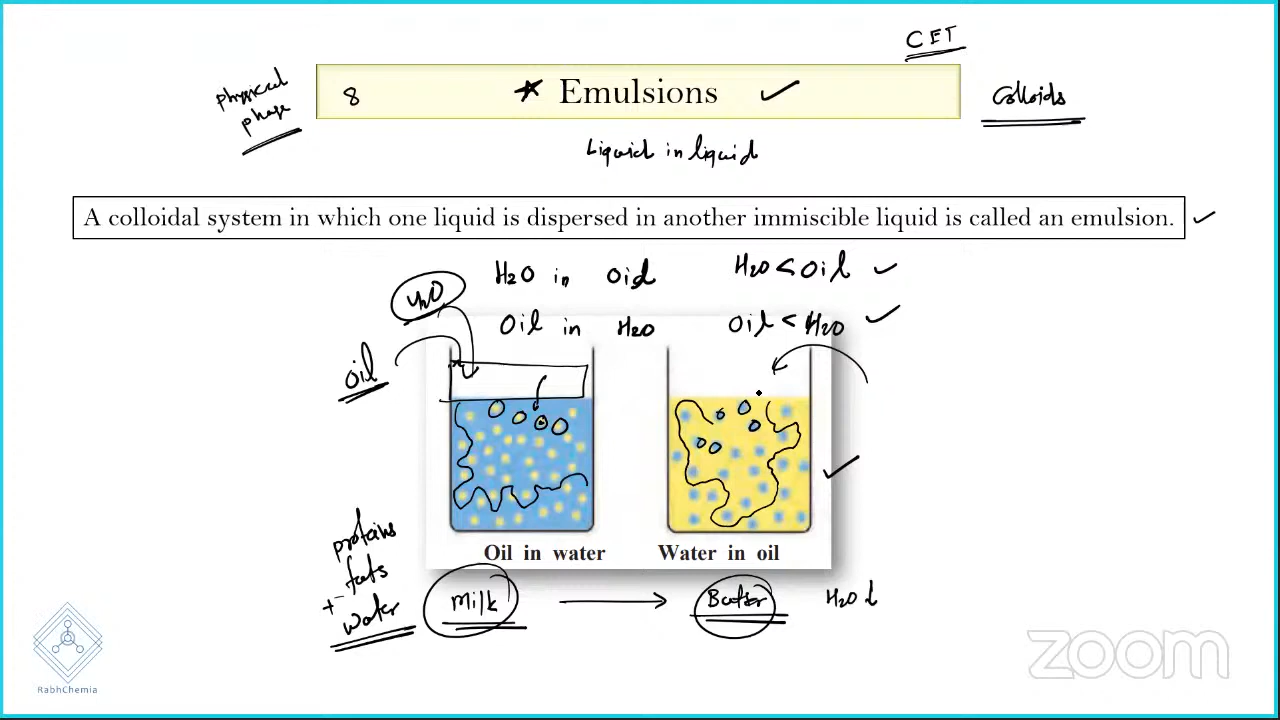 CET
physical
phase
8 ★ Emulsions ✓
Colloids
Liquid in liquid
A colloidal system in which one liquid is dispersed in another immiscible liquid is called an emulsion. ✓
H2O in Oil H2O < Oil ✓
H2O
Oil in H2O Oil < H2O ✓
Oil
Oil in water Water in oil
proteins
fats
+ water
Milk → Butter H2O ↓
RabhChemia
zoom